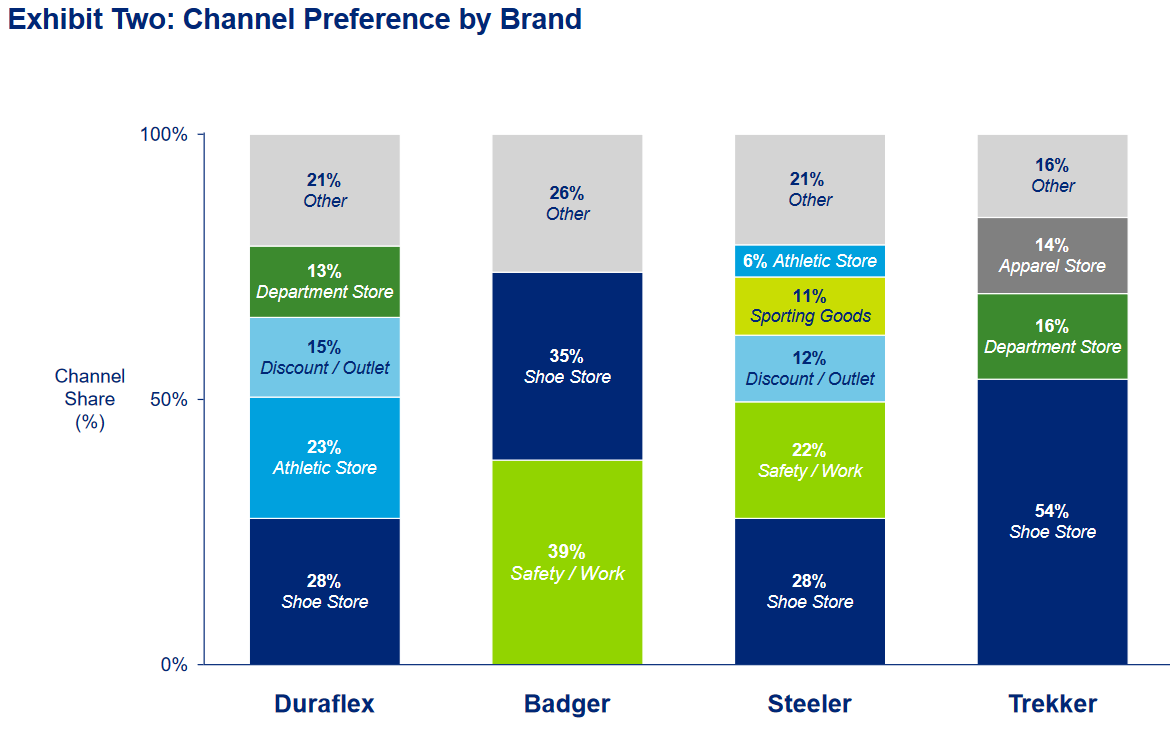 Exhibit Two: Channel Preference by Brand
Channel
Share
(%)
100%
50%
0%
21%
Other
13%
Department Store
15%
Discount / Outlet
23%
Athletic Store
28%
Shoe Store
Duraflex
26%
Other
35%
Shoe Store
39%
Safety / Work
Badger
21%
Other
6% Athletic Store
11%
Sporting Goods
12%
Discount / Outlet
22%
Safety / Work
28%
Shoe Store
Steeler
16%
Other
14%
Apparel Store
16%
Department Store
54%
Shoe Store
Trekker